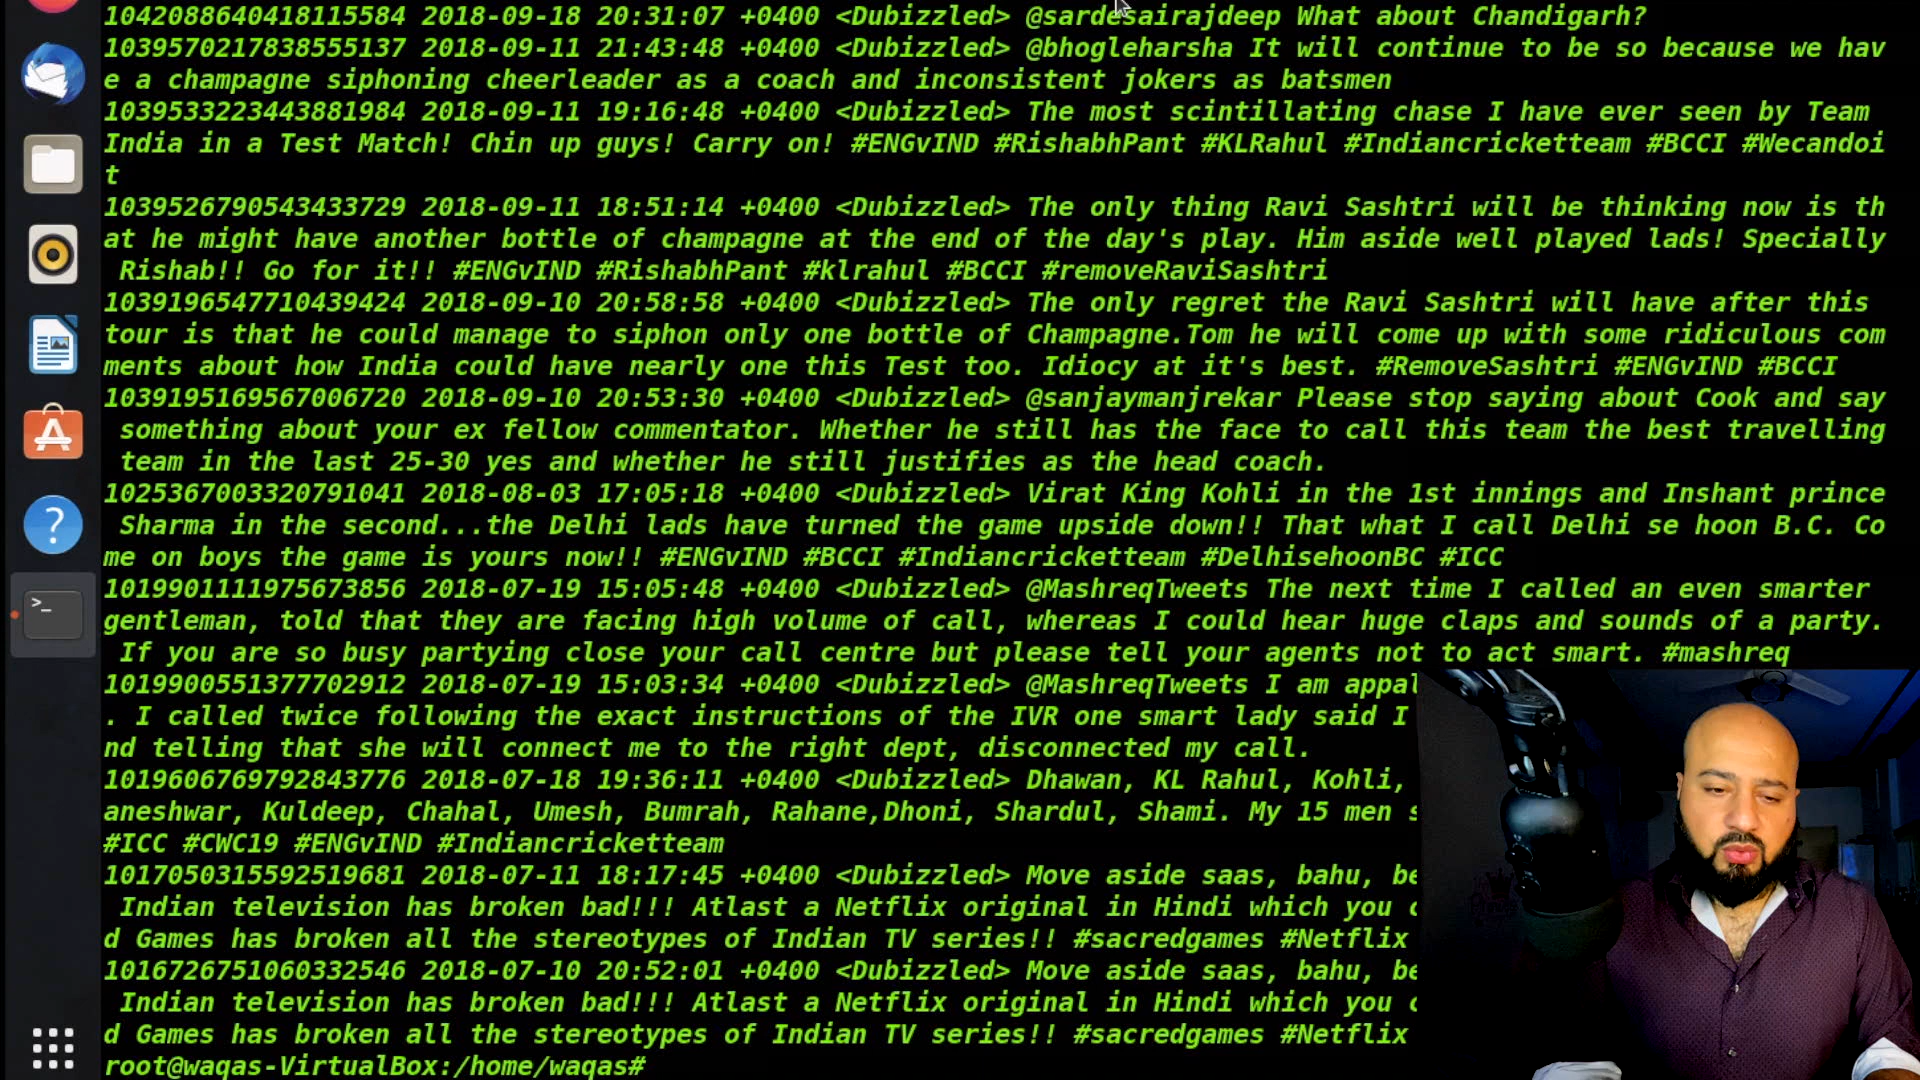 1042088640418115584 2018-09-18 20:31:07 +0400 <Dubizzled> @sardesairajdeep What about Chandigarh?
1039570217838555137 2018-09-11 21:43:48 +0400 <Dubizzled> @bhogleharsha It will continue to be so because we hav
e a champagne siphoning cheerleader as a coach and inconsistent jokers as batsmen
1039533223443881984 2018-09-11 19:16:48 +0400 <Dubizzled> The most scintillating chase I have ever seen by Team
India in a Test Match! Chin up guys! Carry on! #ENGvIND #RishabhPant #KLRahul #Indiancricketteam #BCCI #Wecandoi
t
1039526790543433729 2018-09-11 18:51:14 +0400 <Dubizzled> The only thing Ravi Sashtri will be thinking now is th
at he might have another bottle of champagne at the end of the day's play. Him aside well played lads! Specially
Rishab!! Go for it!! #ENGvIND #RishabhPant #klrahul #BCCI #removeRaviSashtri
1039196547710439424 2018-09-10 20:58:58 +0400 <Dubizzled> The only regret the Ravi Sashtri will have after this
tour is that he could manage to siphon only one bottle of Champagne.Tom he will come up with some ridiculous com
ments about how India could have nearly one this Test too. Idiocy at it's best. #RemoveSashtri #ENGvIND #BCCI
1039195169567006720 2018-09-10 20:53:30 +0400 <Dubizzled> @sanjaymanjrekar Please stop saying about Cook and say
something about your ex fellow commentator. Whether he still has the face to call this team the best travelling
team in the last 25-30 yes and whether he still justifies as the head coach.
1025367003320791041 2018-08-03 17:05:18 +0400 <Dubizzled> Virat King Kohli in the 1st innings and Inshant prince
Sharma in the second...the Delhi lads have turned the game upside down!! That what I call Delhi se hoon B.C. Co
me on boys the game is yours now!! #ENGvIND #BCCI #Indiancricketteam #DelhisehoonBC #ICC
1019901111975673856 2018-07-19 15:05:48 +0400 <Dubizzled> @MashreqTweets The next time I called an even smarter
gentleman, told that they are facing high volume of call, whereas I could hear huge claps and sounds of a party.
If you are so busy partying close your call centre but please tell your agents not to act smart. #mashreq
1019900551377702912 2018-07-19 15:03:34 +0400 <Dubizzled> @MashreqTweets I am
. I called twice following the exact instructions of the IVR one smart lady said I
nd telling that she will connect me to the right dept, disconnected my call.
1019606769792843776 2018-07-18 19:36:11 +0400 <Dubizzled> Dhawan, KL Rahul, Kohli,
aneshwar, Kuldeep, Chahal, Umesh, Bumrah, Rahane,Dhoni, Shardul, Shami. My 15 men
#ICC #CWC19 #ENGvIND #Indiancricketteam
1017050315592519681 2018-07-11 18:17:45 +0400 <Dubizzled> Move aside saas, bahu,
Indian television has broken bad!!! Atlast a Netflix original in Hindi which you
d Games has broken all the stereotypes of Indian TV series!! #sacredgames #Netflix
1016726751060332546 2018-07-10 20:52:01 +0400 <Dubizzled> Move aside saas, bahu,
Indian television has broken bad!!! Atlast a Netflix original in Hindi which you
d Games has broken all the stereotypes of Indian TV series!! #sacredgames #Netflix
root@waqas-VirtualBox:/home/waqas#